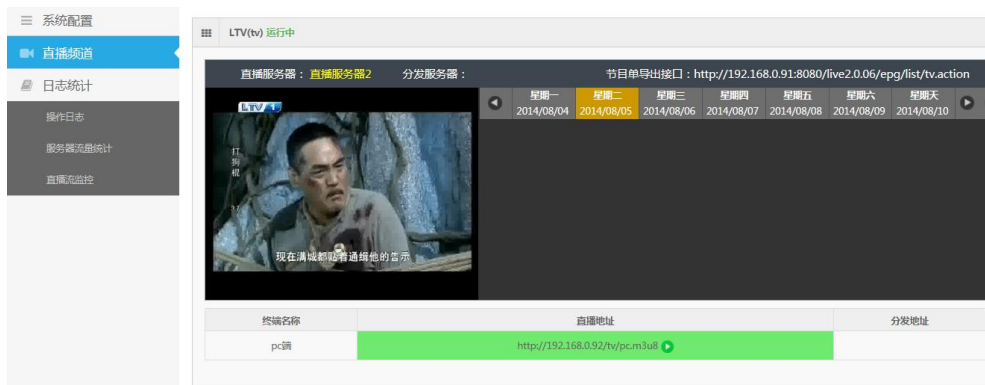 系统配置
直播频道
日志统计
操作日志
服务器流量统计
直播流监控
LTV(tv) 运行中
直播服务器： 直播服务器2 分发服务器： 节目单导出接口：http://192.168.0.91:8080/live2.0.06/epg/list/tv.action
星期一 星期二 星期三 星期四 星期五 星期六 星期天
2014/08/04 2014/08/05 2014/08/06 2014/08/07 2014/08/08 2014/08/09 2014/08/10
LTV 1
打狗棍
现在满城都贴着通缉他的告示
终端名称 直播地址 分发地址
pc端 http://192.168.0.92/tv/pc.m3u8